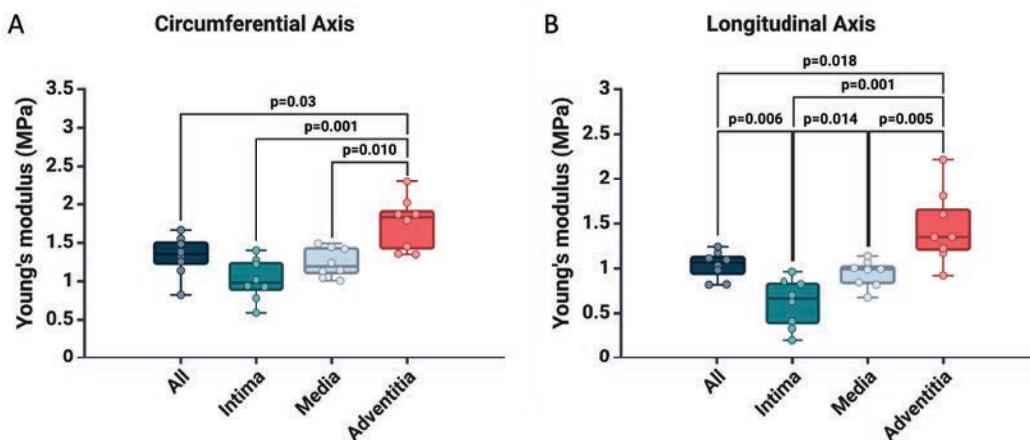 A
Circumferential Axis
Young's modulus (MPa)
3.5
3
2.5
2
1.5
1
0.5
0
p=0.03
p=0.001
p=0.010
All
Intima
Media
Adventitia
B
Longitudinal Axis
Young's modulus (MPa)
3
2.5
2
1.5
1
0.5
0
p=0.018
p=0.001
p=0.006
p=0.014
p=0.005
All
Intima
Media
Adventitia